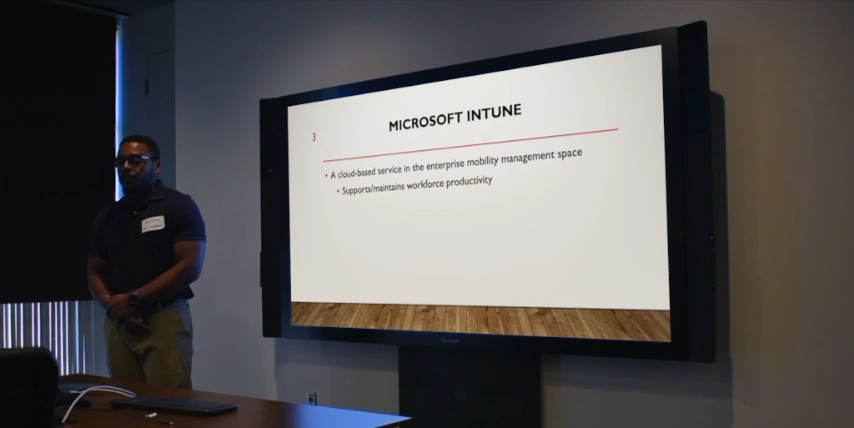 3
MICROSOFT INTUNE
• A cloud-based service in the enterprise mobility management space
• Supports/maintains workforce productivity